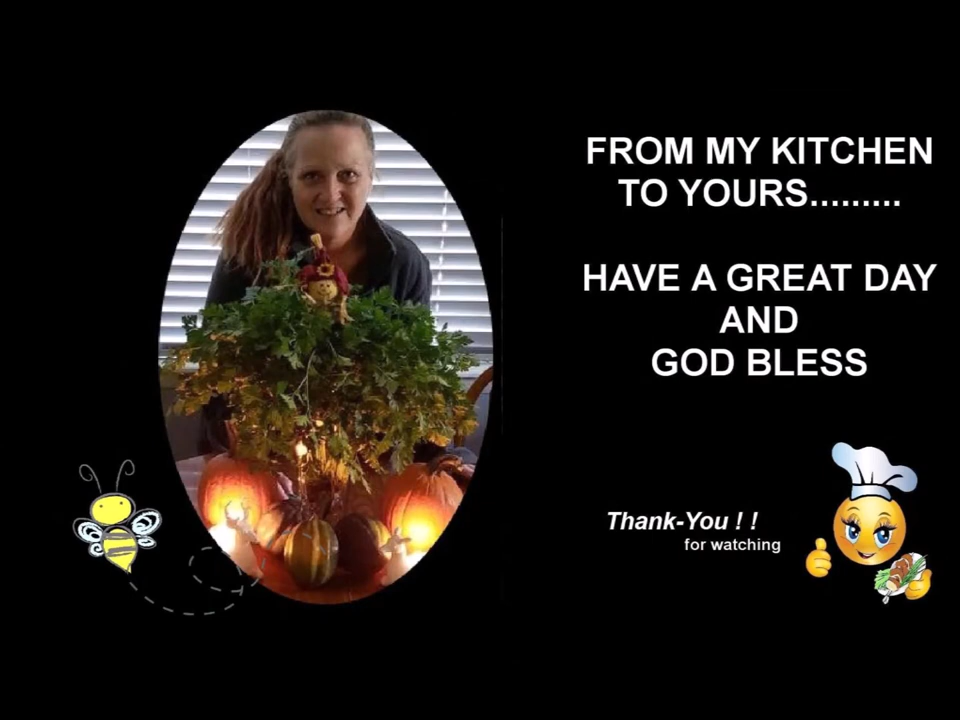 FROM MY KITCHEN
TO YOURS.........
HAVE A GREAT DAY
AND
GOD BLESS
Thank-You ! !
for watching